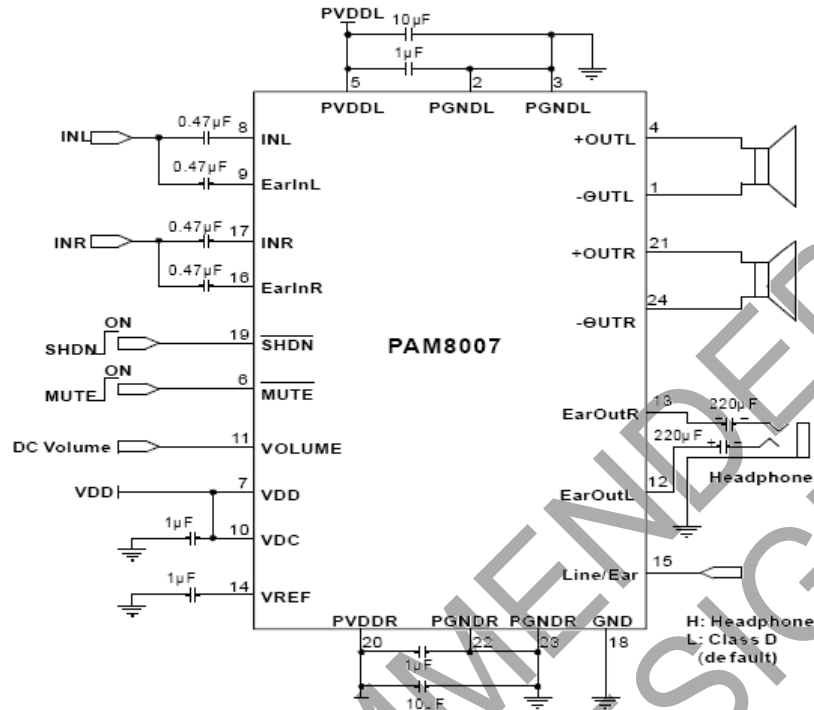 PVDDL
10µF
1µF
5
2
3
PVDDL
PGNDL
PGNDL
INL
0.47µF
8
INL
0.47µF
9
EarInL
INR
0.47µF
17
INR
0.47µF
16
EarInR
ON
SHDN
19
SHDN
ON
MUTE
6
MUTE
DC Volume
11
VOLUME
VDD
7
VDD
1µF
10
VDC
1µF
14
VREF
PAM8007
4
+OUTL
1
-OUTL
21
+OUTR
24
-OUTR
13
EarOutR
220µF
220µF
+
-
12
EarOutL
Headphone
15
Line/Ear
H: Headphone
L: Class D
(default)
PVDDR
PGNDR
PGNDR
GND
20
22
23
18
1µF
10µF